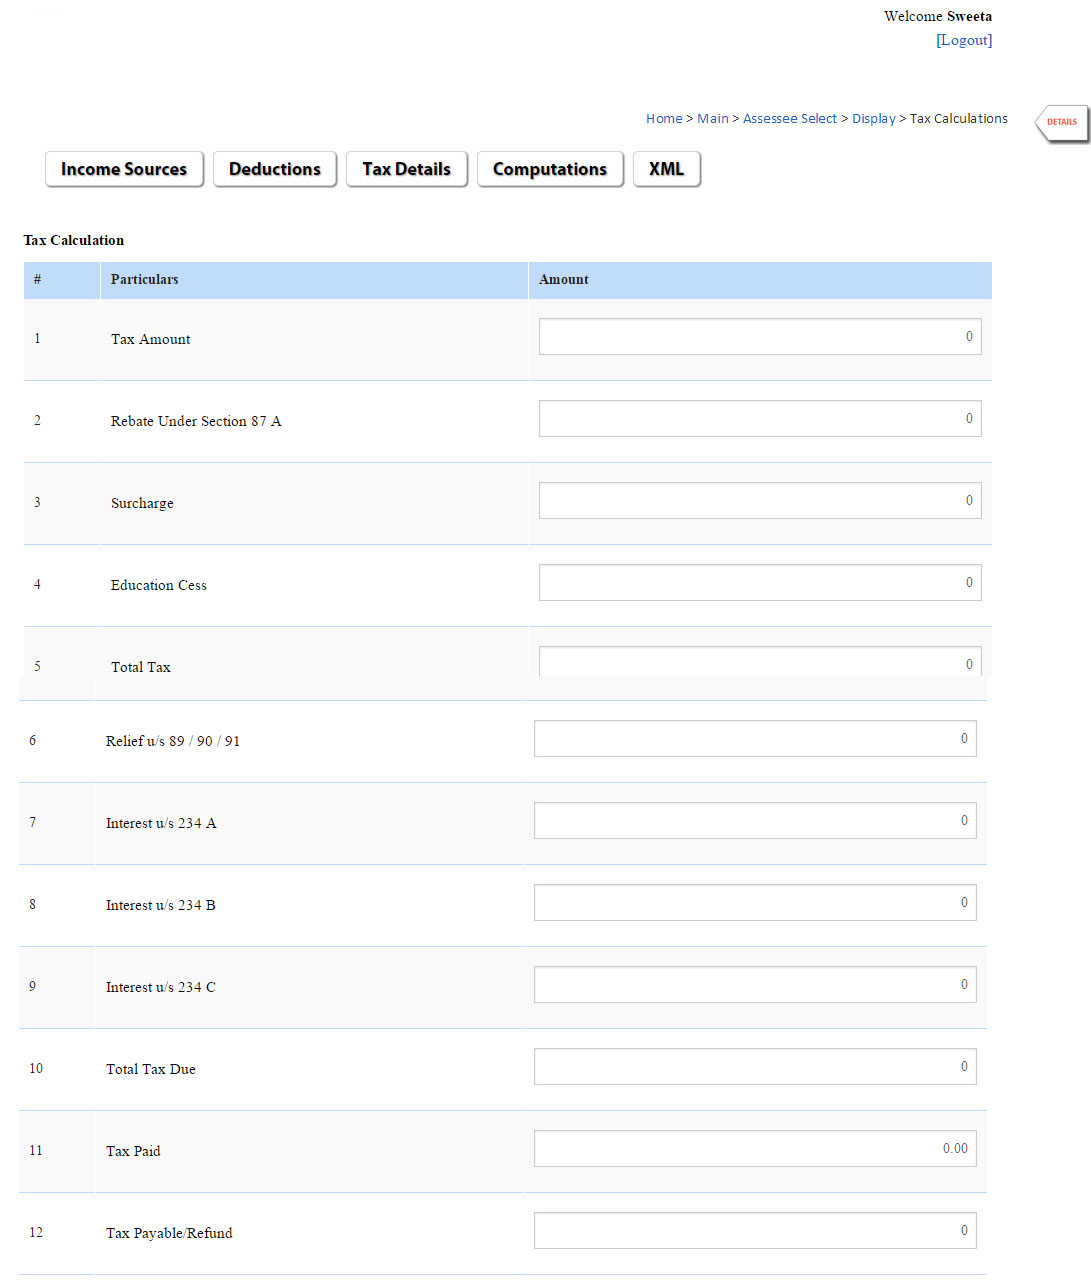 Welcome Sweeta
[Logout]
Home > Main > Assessee Select > Display > Tax Calculations
DETAILS
Income Sources Deductions Tax Details Computations XML
Tax Calculation
# Particulars Amount
1 Tax Amount 0
2 Rebate Under Section 87 A 0
3 Surcharge 0
4 Education Cess 0
5 Total Tax 0
6 Relief u/s 89 / 90 / 91 0
7 Interest u/s 234 A 0
8 Interest u/s 234 B 0
9 Interest u/s 234 C 0
10 Total Tax Due 0
11 Tax Paid 0.00
12 Tax Payable/Refund 0